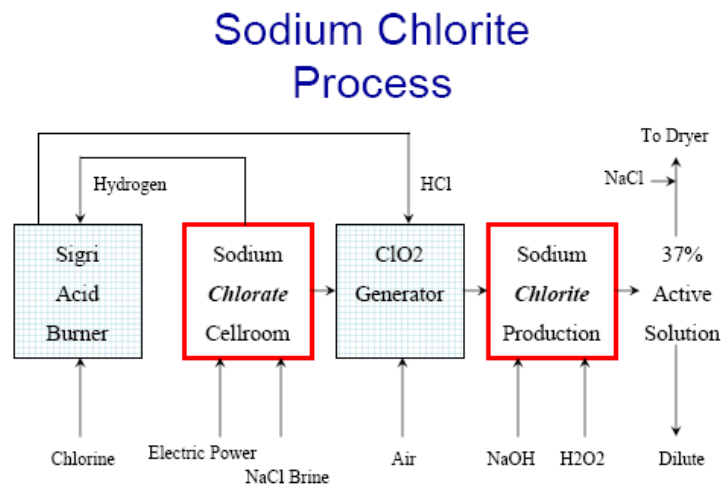 Sodium Chlorite
Process
To Dryer
NaCl
Hydrogen
HCl
Sigri
Acid
Burner
Sodium
Chlorate
Cellroom
ClO2
Generator
Sodium
Chlorite
Production
37%
Active
Solution
Chlorine
Electric Power
NaCl Brine
Air
NaOH
H2O2
Dilute